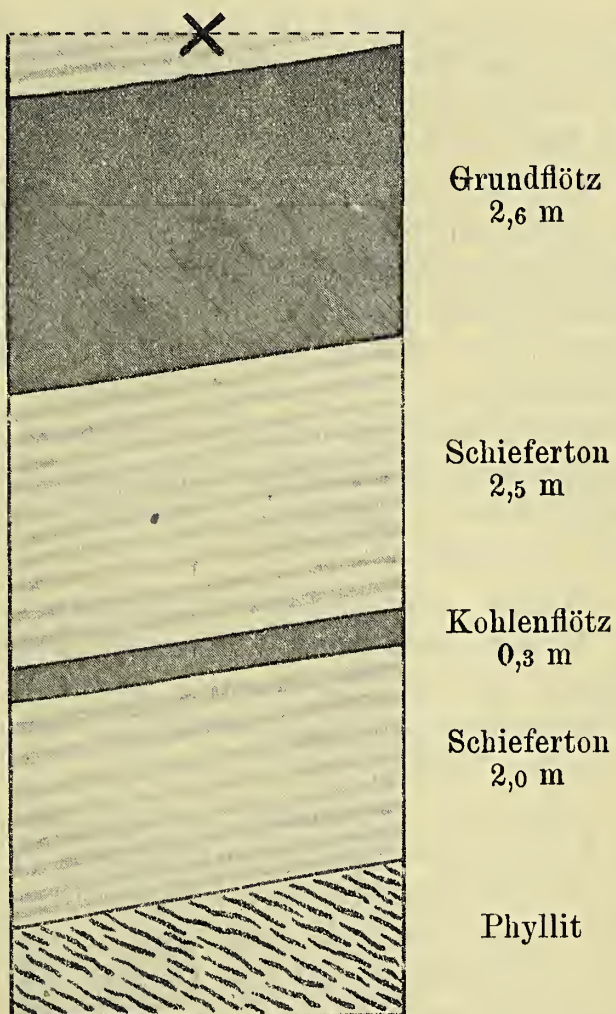 Grundflötz
2,6 m
Schieferton
2,5 m
Kohlenflötz
0,3 m
Schieferton
2,0 m
Phyllit